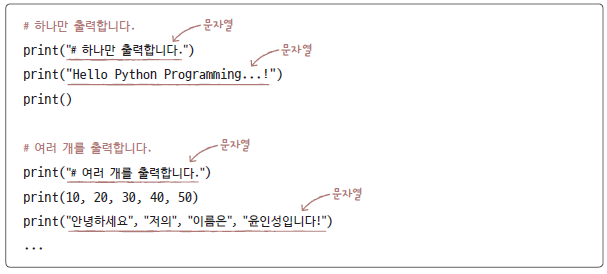 # 하나만 출력합니다.
문자열
print("# 하나만 출력합니다.")
문자열
print("Hello Python Programming...!")
print()
# 여러 개를 출력합니다.
문자열
print("# 여러 개를 출력합니다.")
print(10, 20, 30, 40, 50)
문자열
print("안녕하세요", "저의", "이름은", "윤인성입니다!")
...